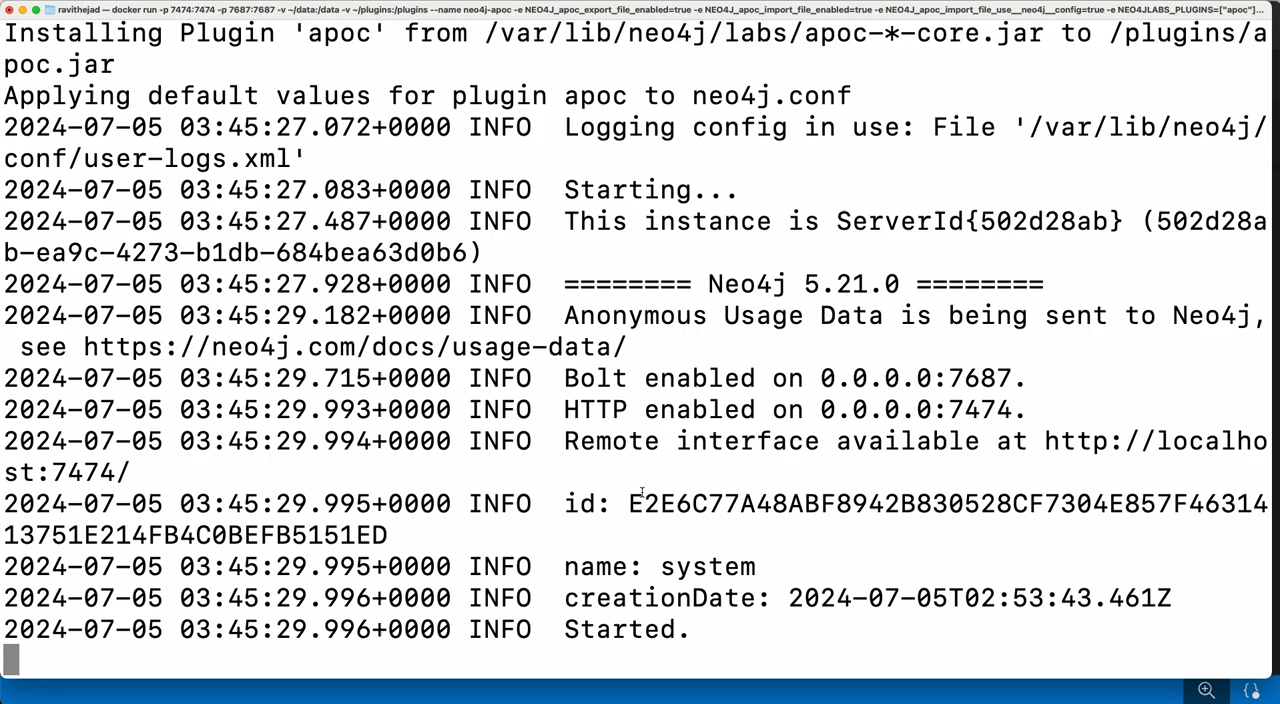 ravithejad — docker run -p 7474:7474 -p 7687:7687 -v ~/data:/data -v ~/plugins:/plugins --name neo4j-apoc -e NEO4J_apoc_export_file_enabled=true -e NEO4J_apoc_import_file_enabled=true -e NEO4J_apoc_import_file_use__neo4j__config=true -e NEO4JLABS_PLUGINS=["apoc"]...
Installing Plugin 'apoc' from /var/lib/neo4j/labs/apoc-*-core.jar to /plugins/a
poc.jar
Applying default values for plugin apoc to neo4j.conf
2024-07-05 03:45:27.072+0000 INFO  Logging config in use: File '/var/lib/neo4j/
conf/user-logs.xml'
2024-07-05 03:45:27.083+0000 INFO  Starting...
2024-07-05 03:45:27.487+0000 INFO  This instance is ServerId{502d28ab} (502d28a
b-ea9c-4273-b1db-684bea63d0b6)
2024-07-05 03:45:27.928+0000 INFO  ======== Neo4j 5.21.0 ========
2024-07-05 03:45:29.182+0000 INFO  Anonymous Usage Data is being sent to Neo4j,
 see https://neo4j.com/docs/usage-data/
2024-07-05 03:45:29.715+0000 INFO  Bolt enabled on 0.0.0.0:7687.
2024-07-05 03:45:29.993+0000 INFO  HTTP enabled on 0.0.0.0:7474.
2024-07-05 03:45:29.994+0000 INFO  Remote interface available at http://localho
st:7474/
2024-07-05 03:45:29.995+0000 INFO  id: E2E6C77A48ABF8942B830528CF7304E857F46314
13751E214FB4C0BEFB5151ED
2024-07-05 03:45:29.995+0000 INFO  name: system
2024-07-05 03:45:29.996+0000 INFO  creationDate: 2024-07-05T02:53:43.461Z
2024-07-05 03:45:29.996+0000 INFO  Started.